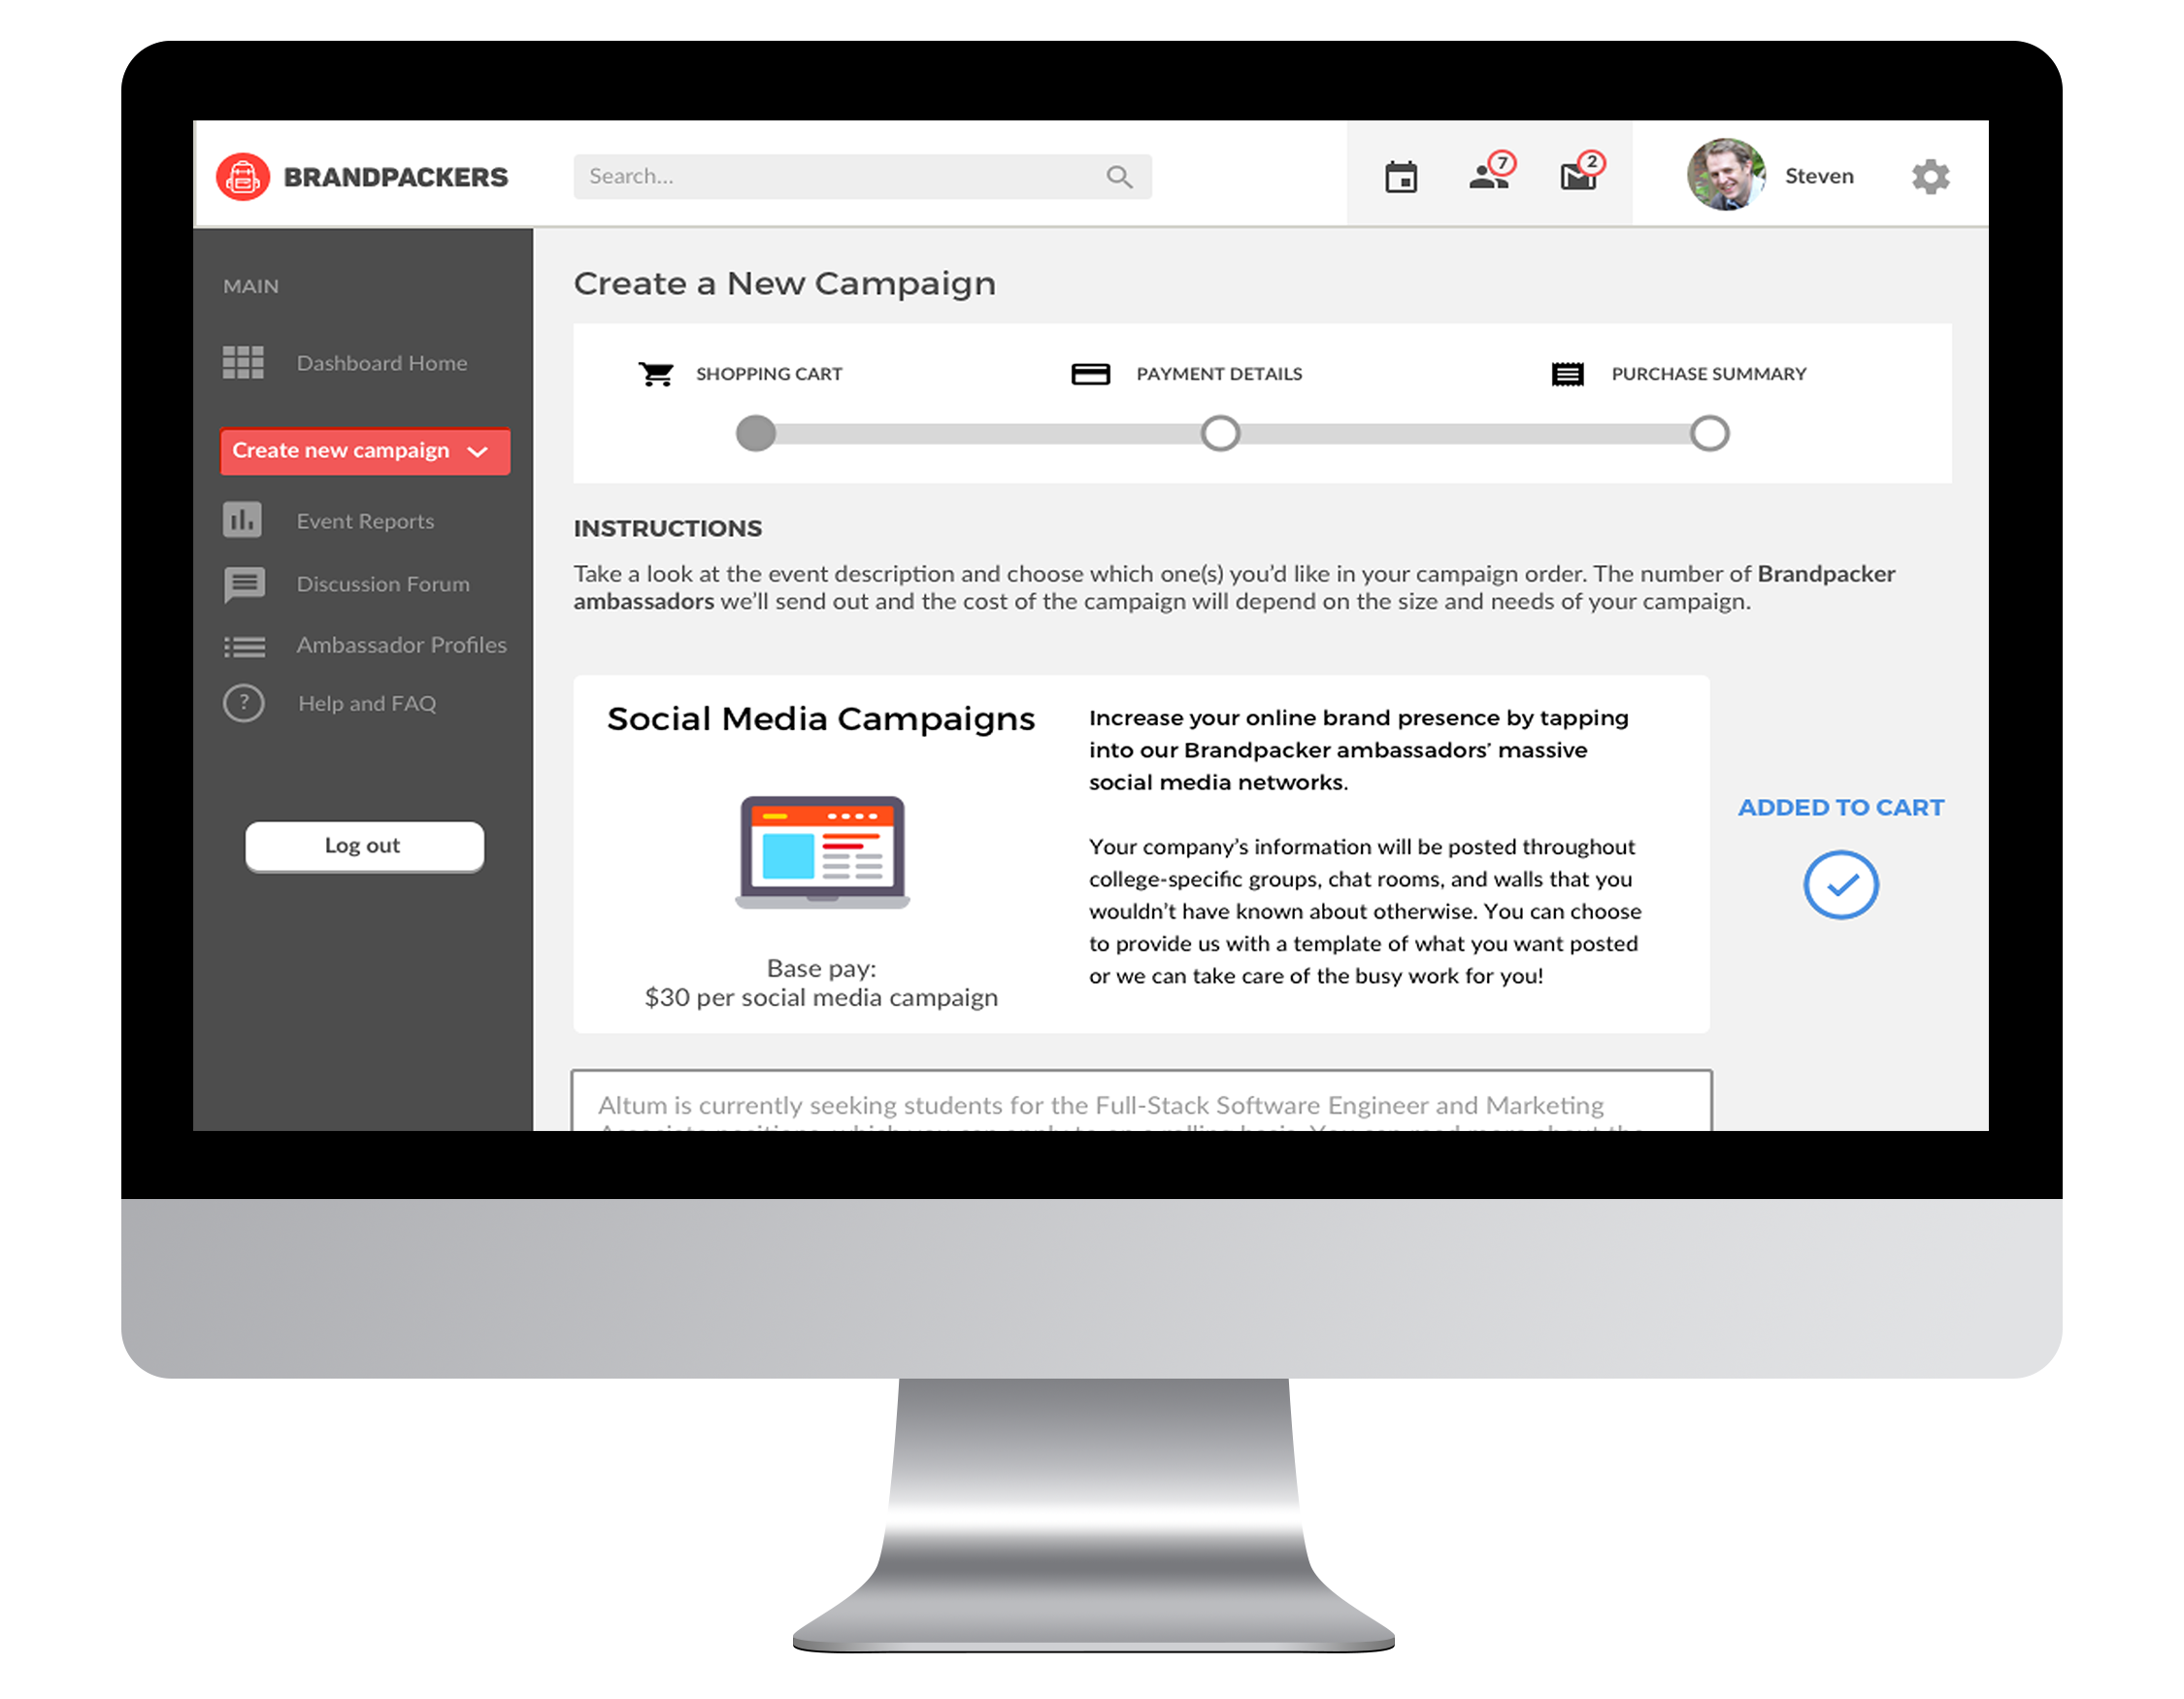 BRANDPACKERS
Search...
7
2
Steven
MAIN
Dashboard Home
Create new campaign
Event Reports
Discussion Forum
Ambassador Profiles
? Help and FAQ
Log out
Create a New Campaign
SHOPPING CART
PAYMENT DETAILS
PURCHASE SUMMARY
INSTRUCTIONS
Take a look at the event description and choose which one(s) you’d like in your campaign order. The number of Brandpacker
ambassadors we’ll send out and the cost of the campaign will depend on the size and needs of your campaign.
Social Media Campaigns
Base pay:
$30 per social media campaign
Increase your online brand presence by tapping
into our Brandpacker ambassadors’ massive
social media networks.
Your company’s information will be posted throughout
college-specific groups, chat rooms, and walls that you
wouldn’t have known about otherwise. You can choose
to provide us with a template of what you want posted
or we can take care of the busy work for you!
ADDED TO CART
Altum is currently seeking students for the Full-Stack Software Engineer and Marketing